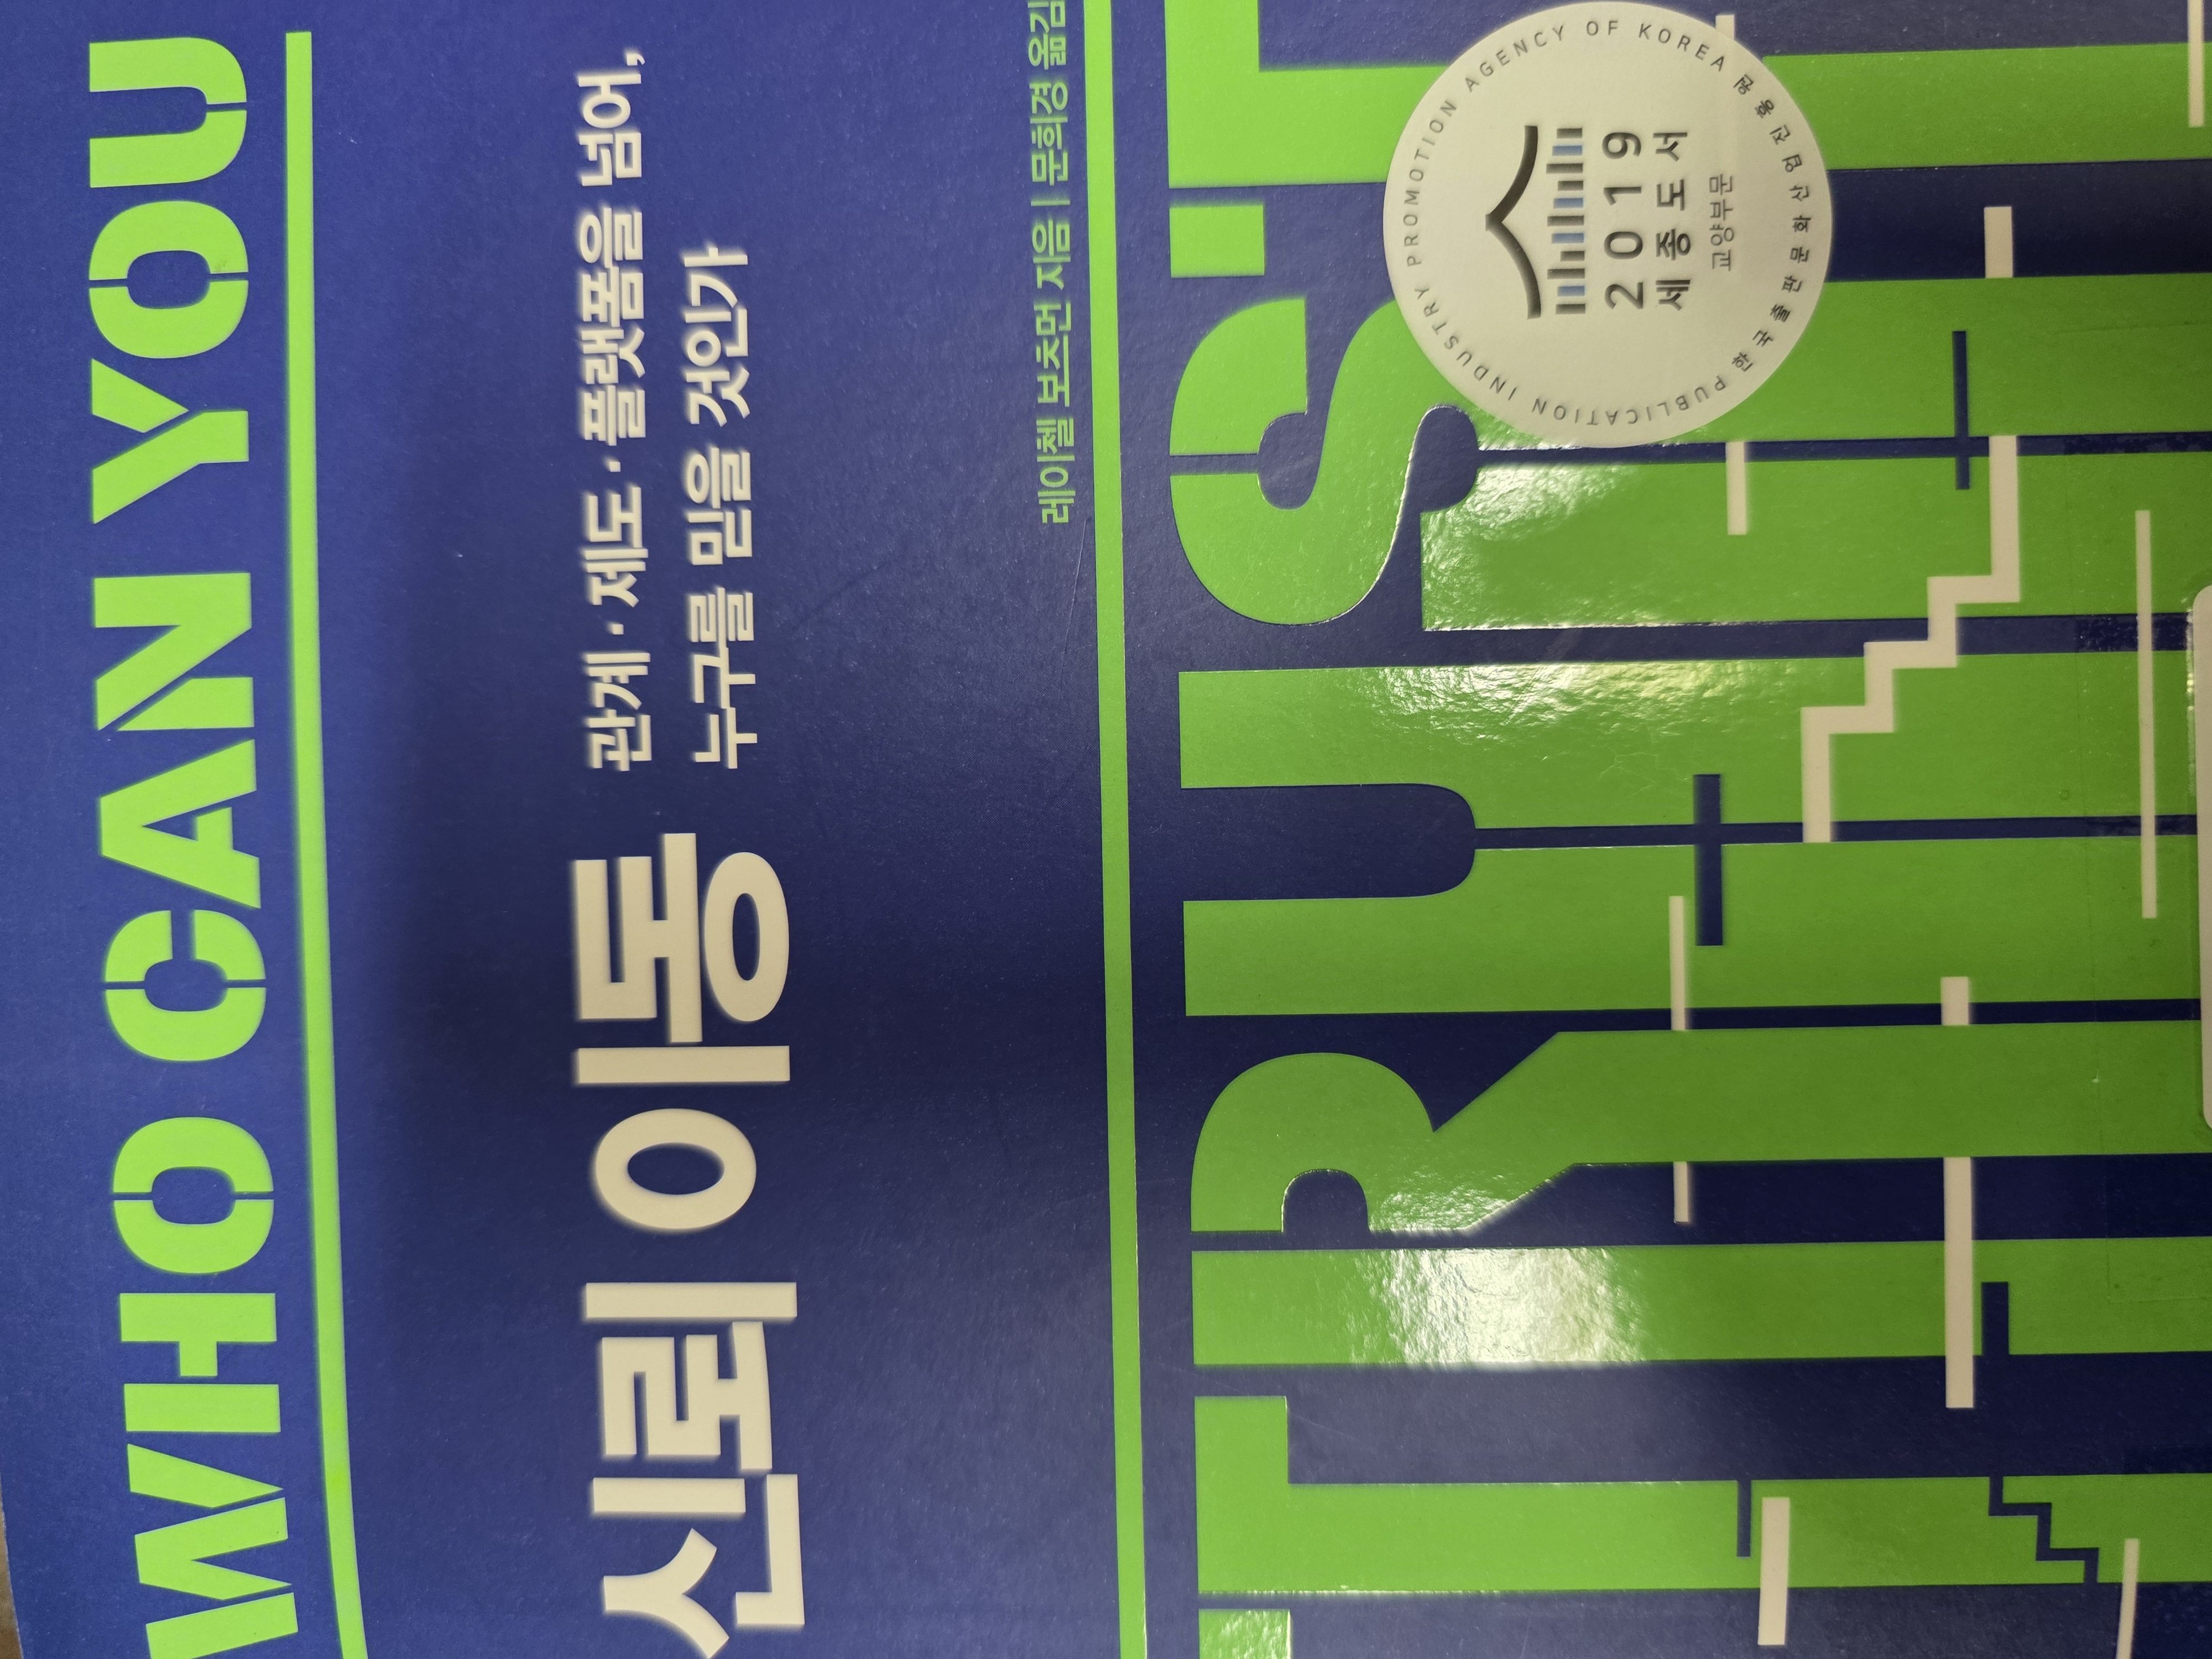 WHO CAN YOU
신뢰 이동
관계·제도·플랫폼을 넘어,
누구를 믿을 것인가
레이첼 보츠먼 지음 | 문희경 옮김
TRUST
PUBLICATION INDUSTRY PROMOTION AGENCY OF KOREA
2019
세종도서
교양부문
한국출판문화산업진흥원